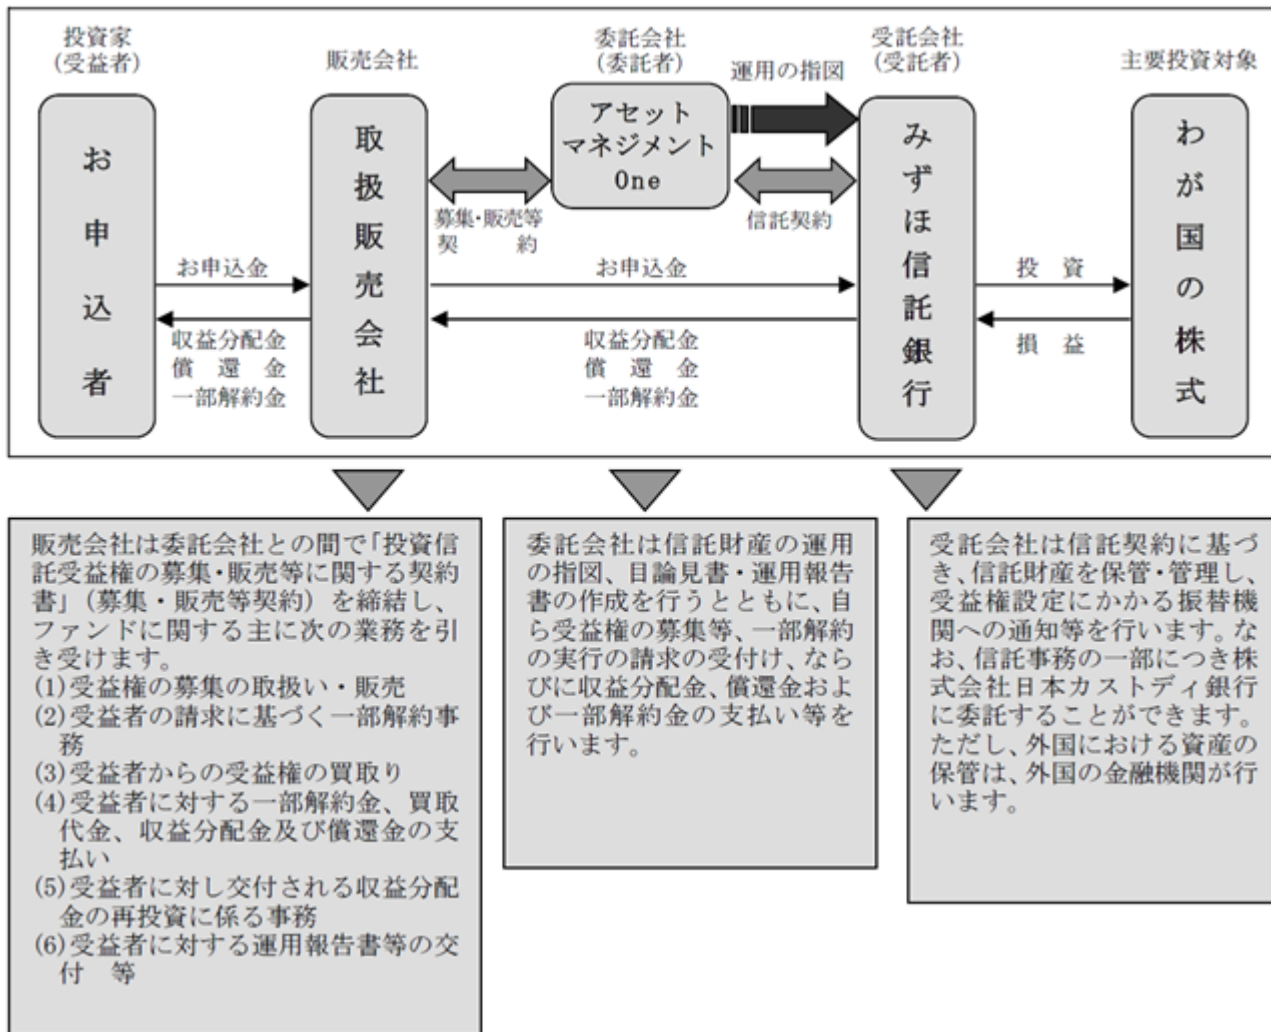 投資家
(受益者)
販売会社
委託会社
(委託者)
運用の指図
受託会社
(受託者)
主要投資対象
お申込者
取扱販売会社
アセット
マネジメント
One
みずほ信託銀行
わが国の株式
募集・販売等
契　　約
信託契約
お申込金
お申込金
投　資
収益分配金
償　還　金
一部解約金
収益分配金
償　還　金
一部解約金
損　益
販売会社は委託会社との間で「投資信
託受益権の募集・販売等に関する契約
書」（募集・販売等契約）を締結し、
ファンドに関する主に次の業務を引
き受けます。
(1)受益権の募集の取扱い・販売
(2)受益者の請求に基づく一部解約事
務
(3)受益者からの受益権の買取り
(4)受益者に対する一部解約金、買取
代金、収益分配金及び償還金の支
払い
(5)受益者に対し交付される収益分配
金の再投資に係る事務
(6)受益者に対する運用報告書等の交
付　等
委託会社は信託財産の運用
の指図、目論見書・運用報告
書の作成を行うとともに、自
ら受益権の募集等、一部解約
の実行の請求の受付け、なら
びに収益分配金、償還金およ
び一部解約金の支払い等を
行います。
受託会社は信託契約に基づ
き、信託財産を保管・管理し、
受益権設定にかかる振替機
関への通知等を行います。な
お、信託事務の一部につき株
式会社日本カストディ銀行
に委託することができます。
ただし、外国における資産の
保管は、外国の金融機関が行
います。